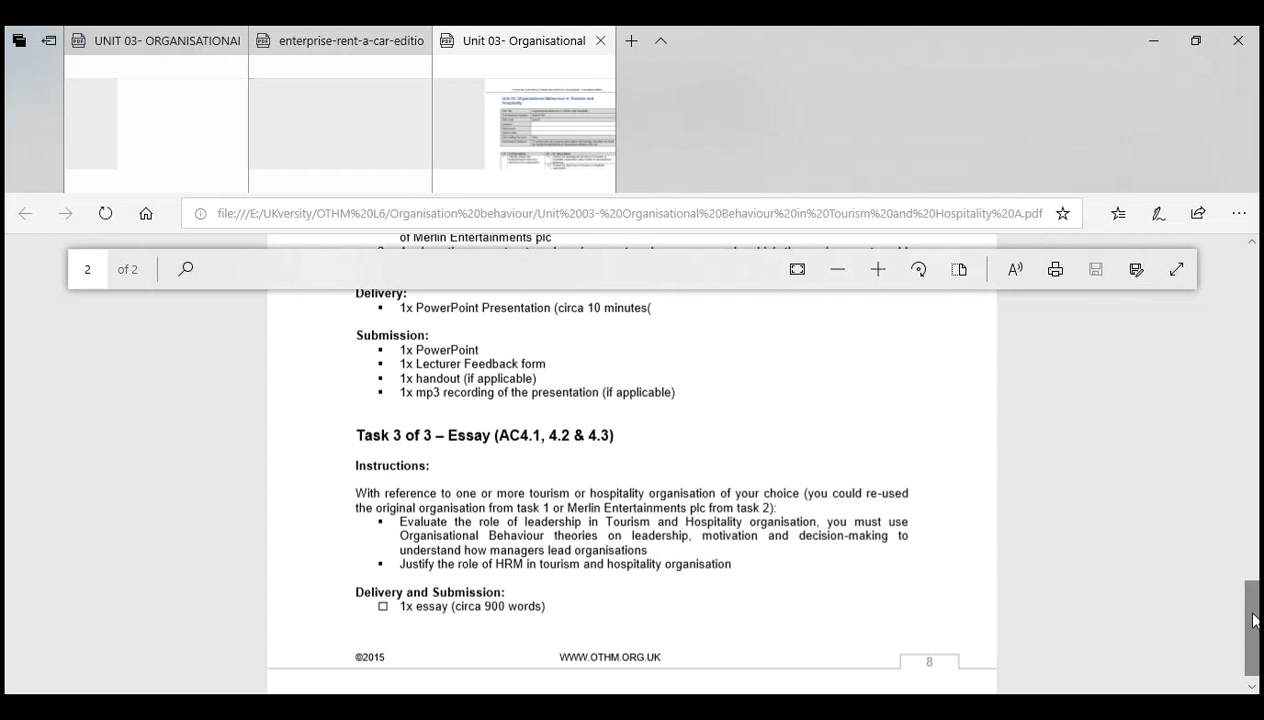 UNIT 03- ORGANISATIONAI
enterprise-rent-a-car-editio
Unit 03- Organisational
file:///E:/UKversity/OTHM%20L6/Organisation%20behaviour/Unit%2003-%20Organisational%20Behaviour%20in%20Tourism%20and%20Hospitality%20A.pdf
of Merlin Entertainments plc
2 of 2
Delivery:
▪ 1x PowerPoint Presentation (circa 10 minutes(
Submission:
▪ 1x PowerPoint
▪ 1x Lecturer Feedback form
▪ 1x handout (if applicable)
▪ 1x mp3 recording of the presentation (if applicable)
Task 3 of 3 – Essay (AC4.1, 4.2 & 4.3)
Instructions:
With reference to one or more tourism or hospitality organisation of your choice (you could re-used
the original organisation from task 1 or Merlin Entertainments plc from task 2):
▪ Evaluate the role of leadership in Tourism and Hospitality organisation, you must use
Organisational Behaviour theories on leadership, motivation and decision-making to
understand how managers lead organisations
▪ Justify the role of HRM in tourism and hospitality organisation
Delivery and Submission:
☐ 1x essay (circa 900 words)
©2015 WWW.OTHM.ORG.UK 8